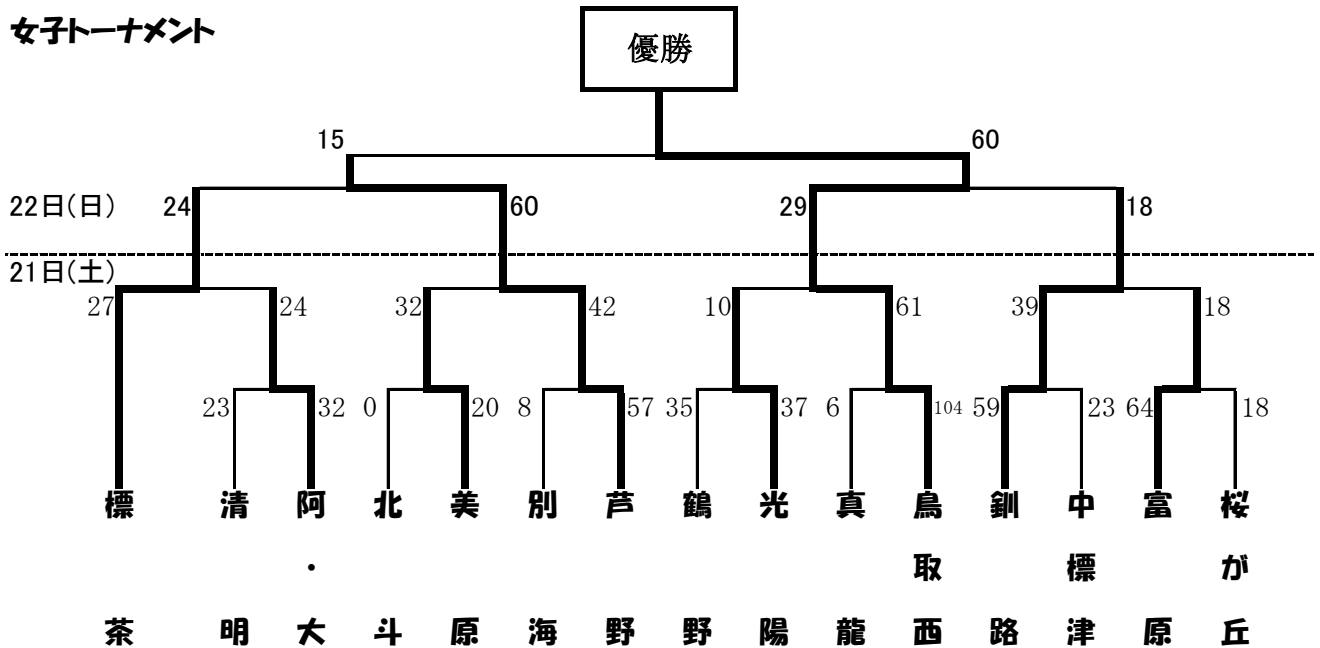 女子トーナメント
優勝
15 60
22日(日) 24 60 29 18
21日(土)
27 24 32 42 10 61 39 18
23 32 0 20 8 57 35 37 6 104 59 23 64 18
標茶
清明
阿・大
北斗
美原
別海
芦野
鶴野
光陽
真龍
鳥取西
釧路
中標津
富原
桜が丘